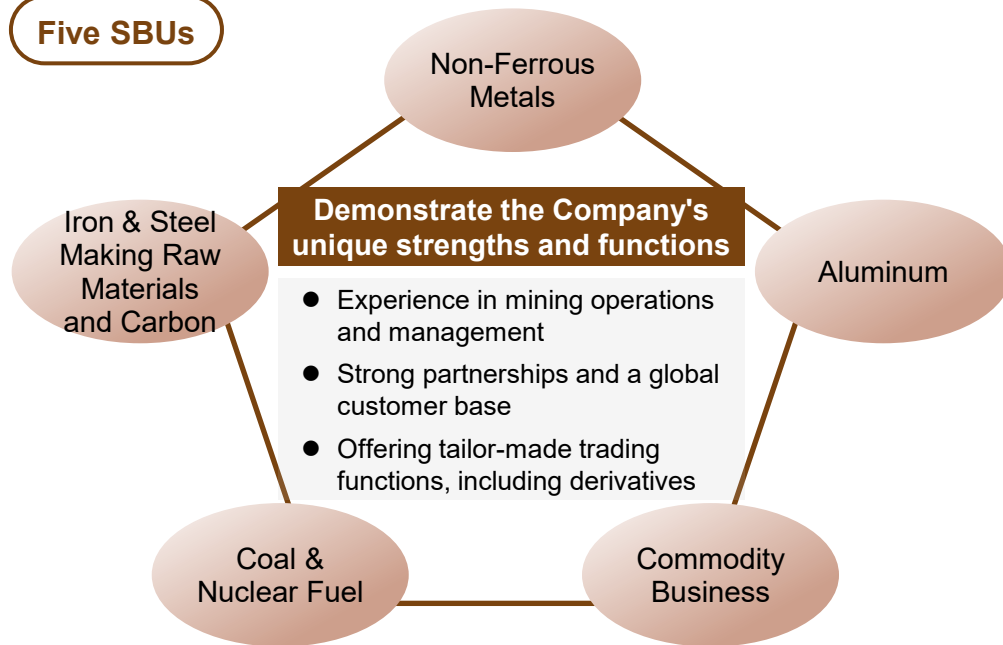 Five SBUs
Non-Ferrous
Metals
Iron & Steel
Making Raw
Materials
and Carbon
Demonstrate the Company's
unique strengths and functions
Aluminum
● Experience in mining operations
and management
● Strong partnerships and a global
customer base
● Offering tailor-made trading
functions, including derivatives
Coal &
Nuclear Fuel
Commodity
Business